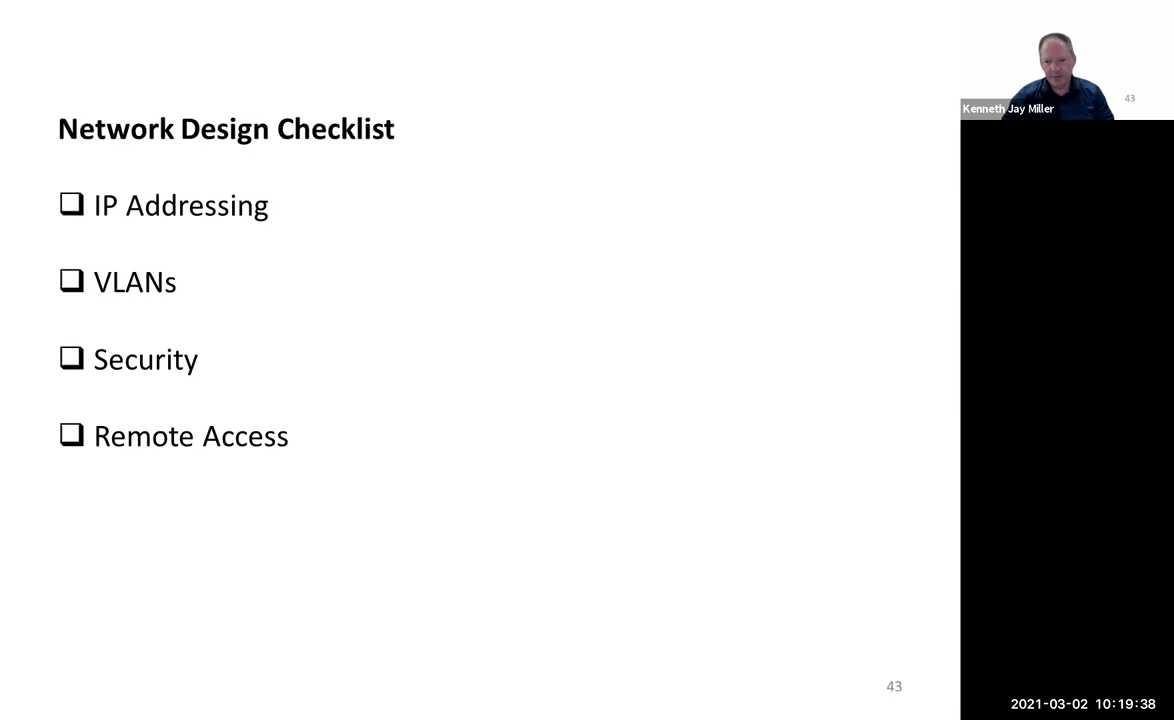 Network Design Checklist
IP Addressing
VLANs
Security
Remote Access
43
Kenneth Jay Miller
43
2021-03-02 10:19:38